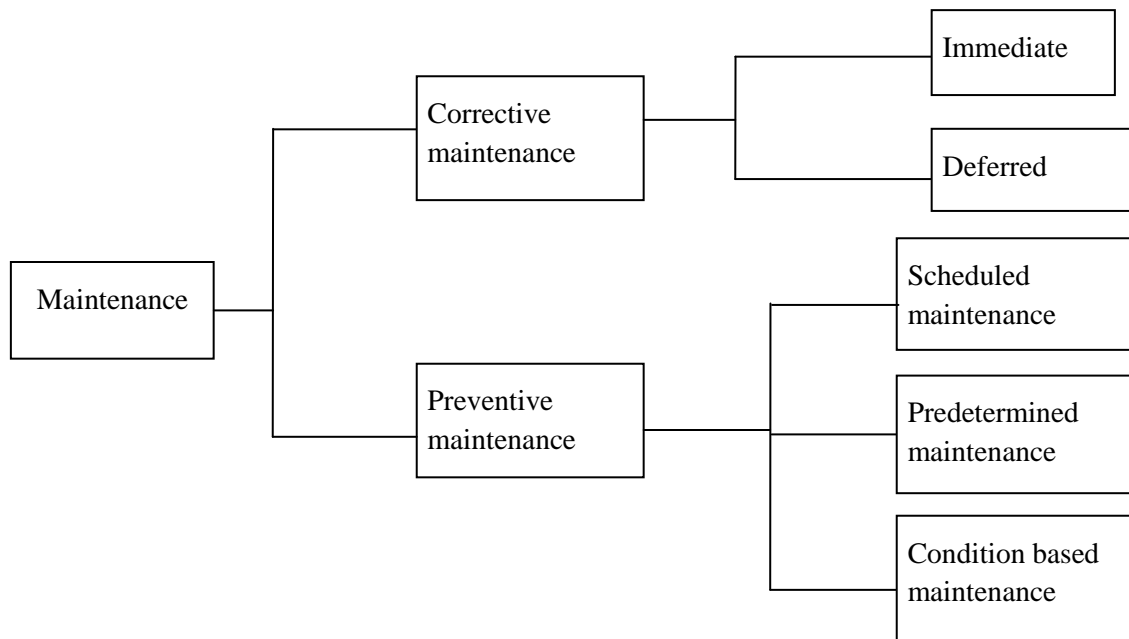 Maintenance
Corrective
maintenance
Immediate
Deferred
Preventive
maintenance
Scheduled
maintenance
Predetermined
maintenance
Condition based
maintenance